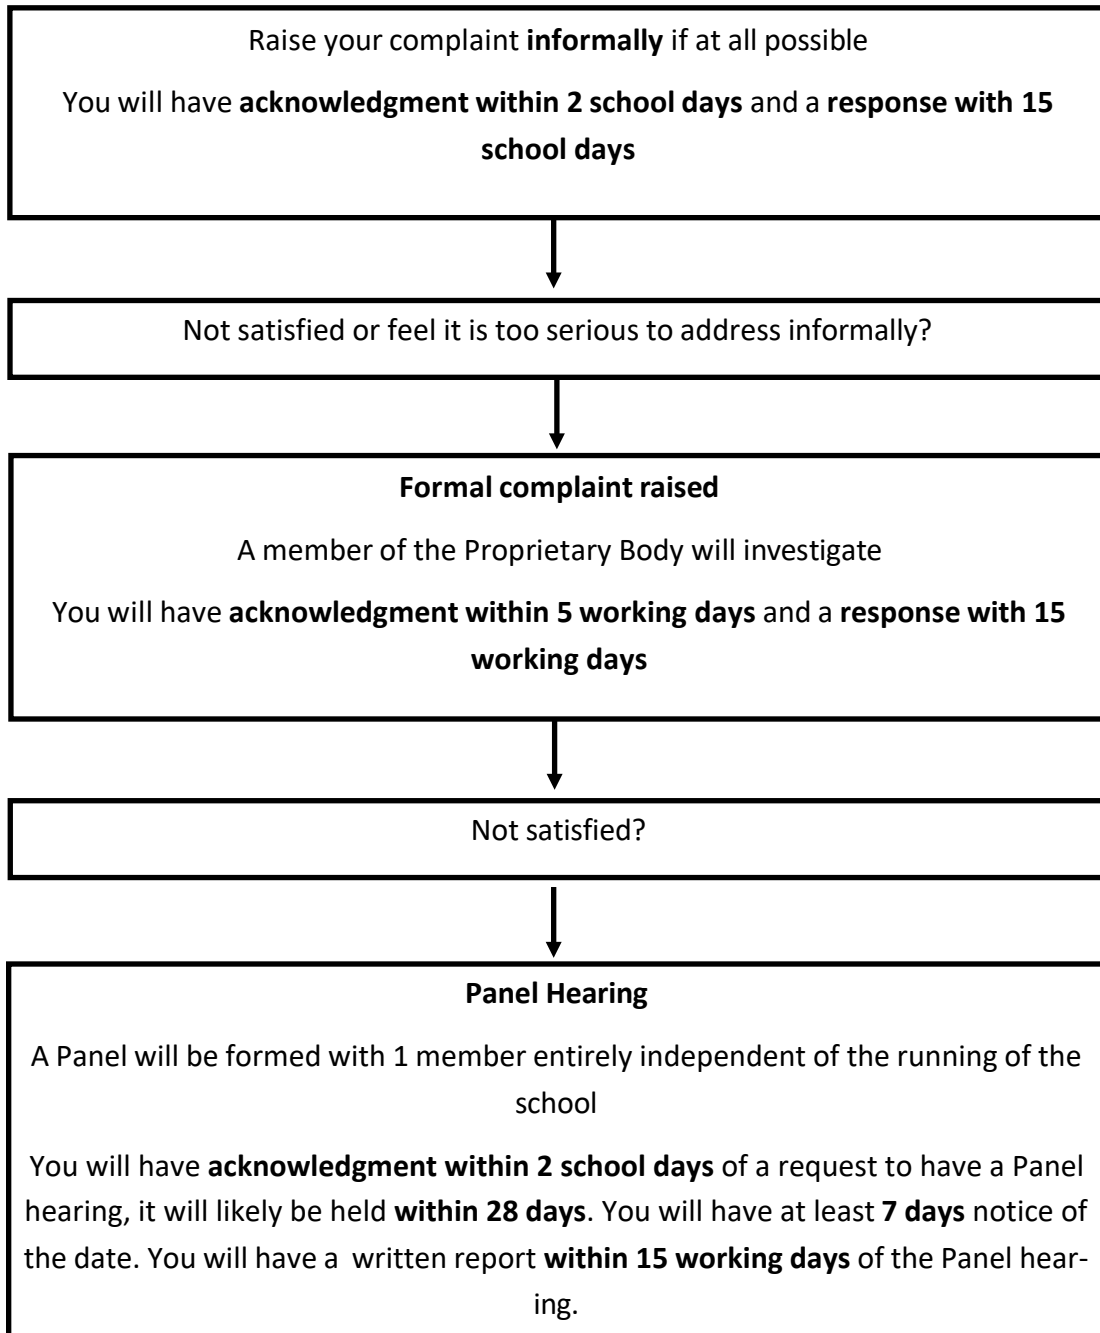 Raise your complaint informally if at all possible
You will have acknowledgment within 2 school days and a response with 15
school days
Not satisfied or feel it is too serious to address informally?
Formal complaint raised
A member of the Proprietary Body will investigate
You will have acknowledgment within 5 working days and a response with 15
working days
Not satisfied?
Panel Hearing
A Panel will be formed with 1 member entirely independent of the running of the
school
You will have acknowledgment within 2 school days of a request to have a Panel
hearing, it will likely be held within 28 days. You will have at least 7 days notice of
the date. You will have a written report within 15 working days of the Panel hear-
ing.